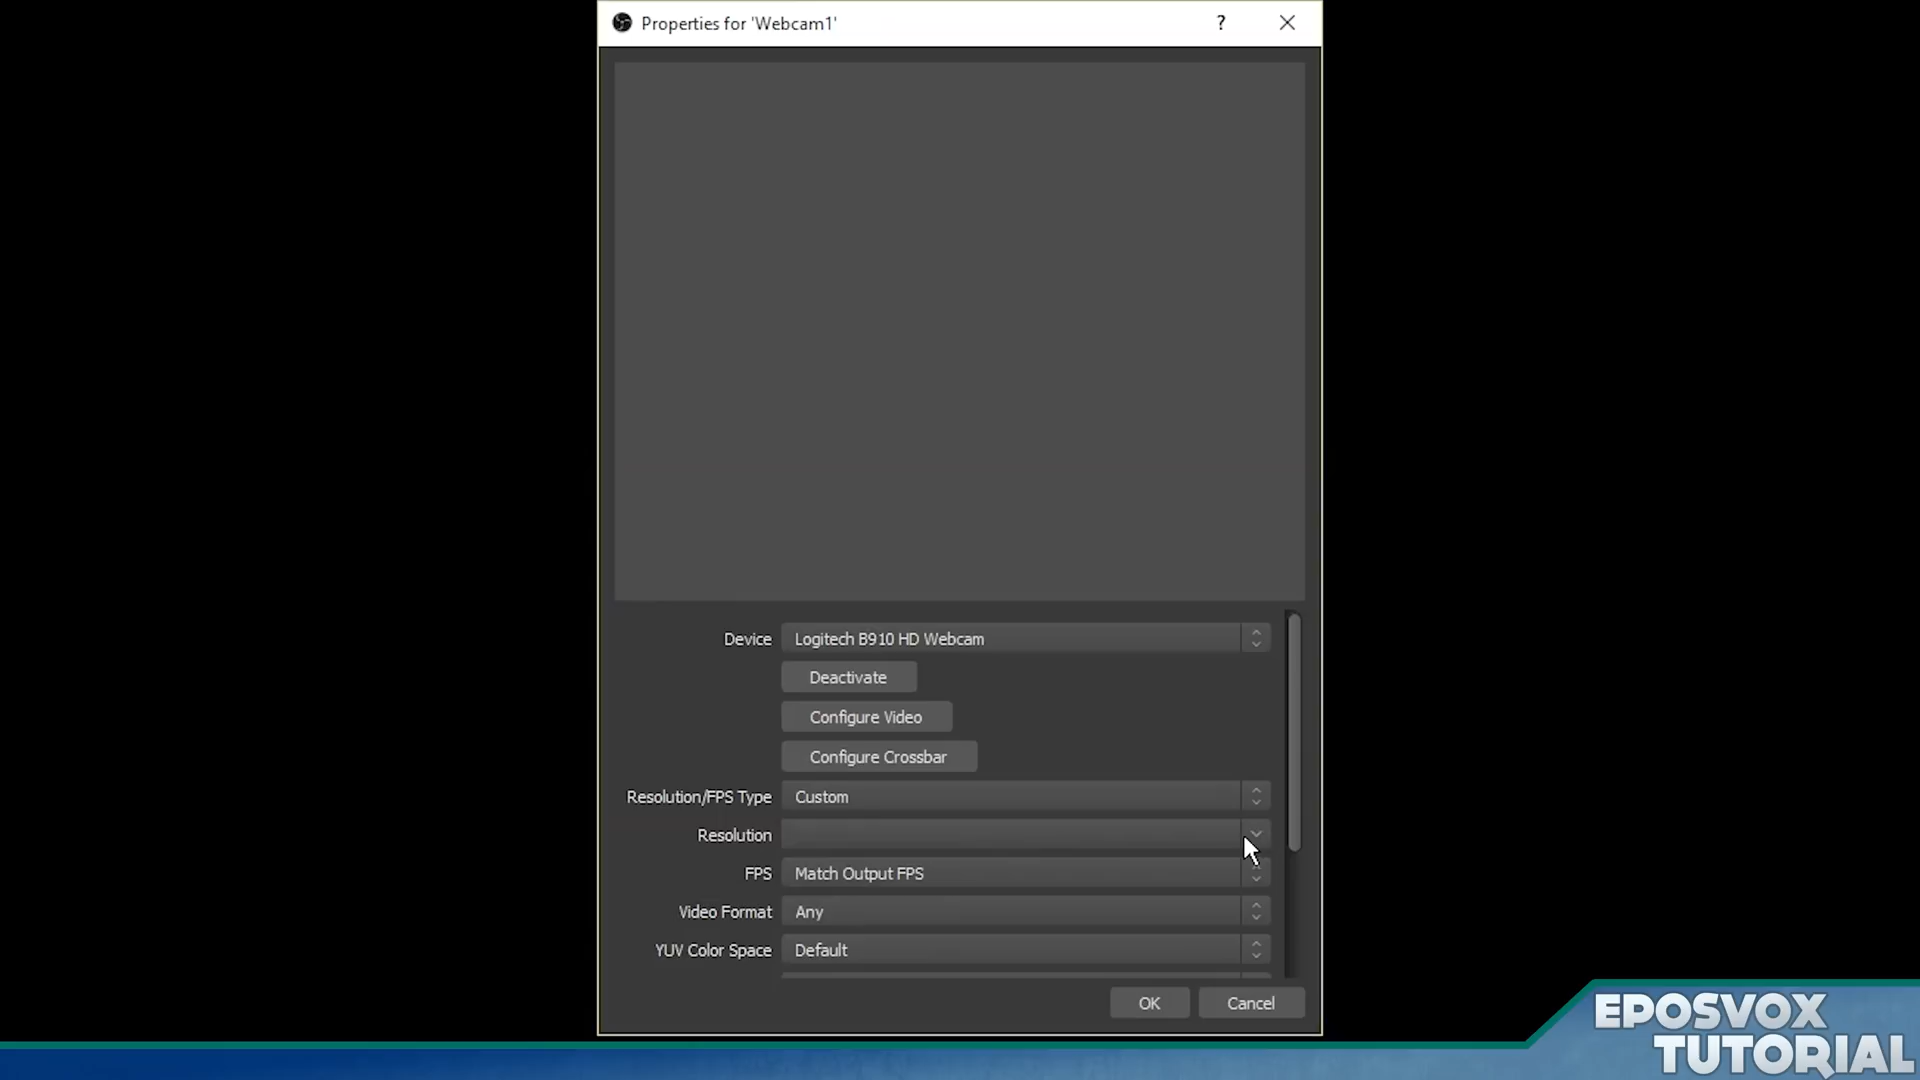 Properties for 'Webcam1'
?
Device
Logitech B910 HD Webcam
Deactivate
Configure Video
Configure Crossbar
Resolution/FPS Type
Custom
Resolution
FPS
Match Output FPS
Video Format
Any
YUV Color Space
Default
OK
Cancel
EPOSVOX
TUTORIAL